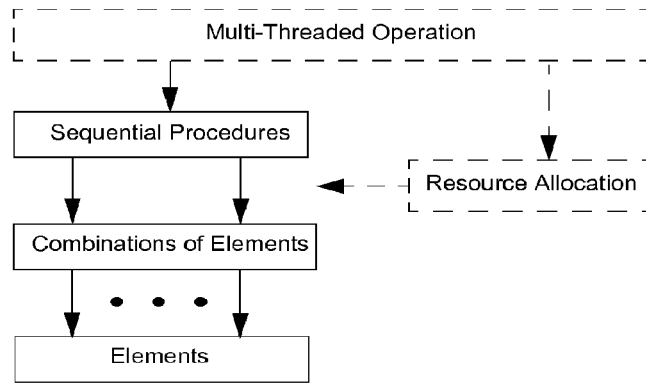 Multi-Threaded Operation
Sequential Procedures
Resource Allocation
Combinations of Elements
Elements